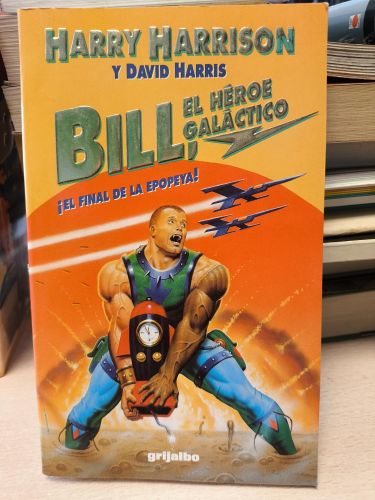 HARRY HARRISON
Y DAVID HARRIS
BILL,
EL HÉROE
GALÁCTICO
¡EL FINAL DE LA EPOPEYA!
grijalbo